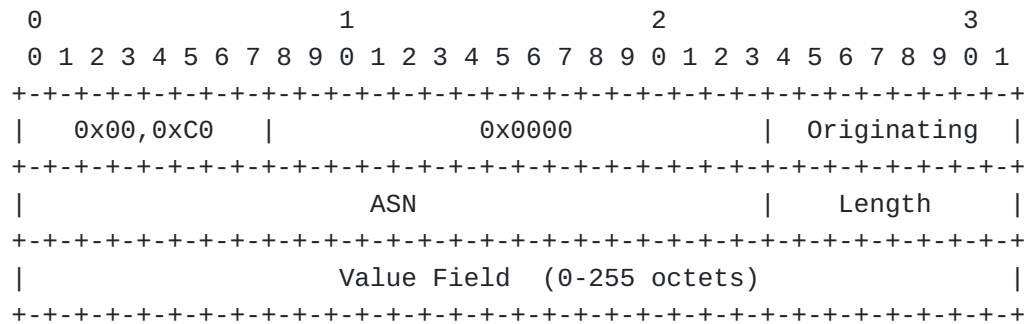 0                   1                   2                   3
 0 1 2 3 4 5 6 7 8 9 0 1 2 3 4 5 6 7 8 9 0 1 2 3 4 5 6 7 8 9 0 1
+-+-+-+-+-+-+-+-+-+-+-+-+-+-+-+-+-+-+-+-+-+-+-+-+-+-+-+-+-+-+-+-+
|   0x00,0xC0   |             0x0000            |  Originating  |
+-+-+-+-+-+-+-+-+-+-+-+-+-+-+-+-+-+-+-+-+-+-+-+-+-+-+-+-+-+-+-+-+
|                      ASN                      |    Length     |
+-+-+-+-+-+-+-+-+-+-+-+-+-+-+-+-+-+-+-+-+-+-+-+-+-+-+-+-+-+-+-+-+
|                    Value Field  (0-255 octets)                |
+-+-+-+-+-+-+-+-+-+-+-+-+-+-+-+-+-+-+-+-+-+-+-+-+-+-+-+-+-+-+-+-+